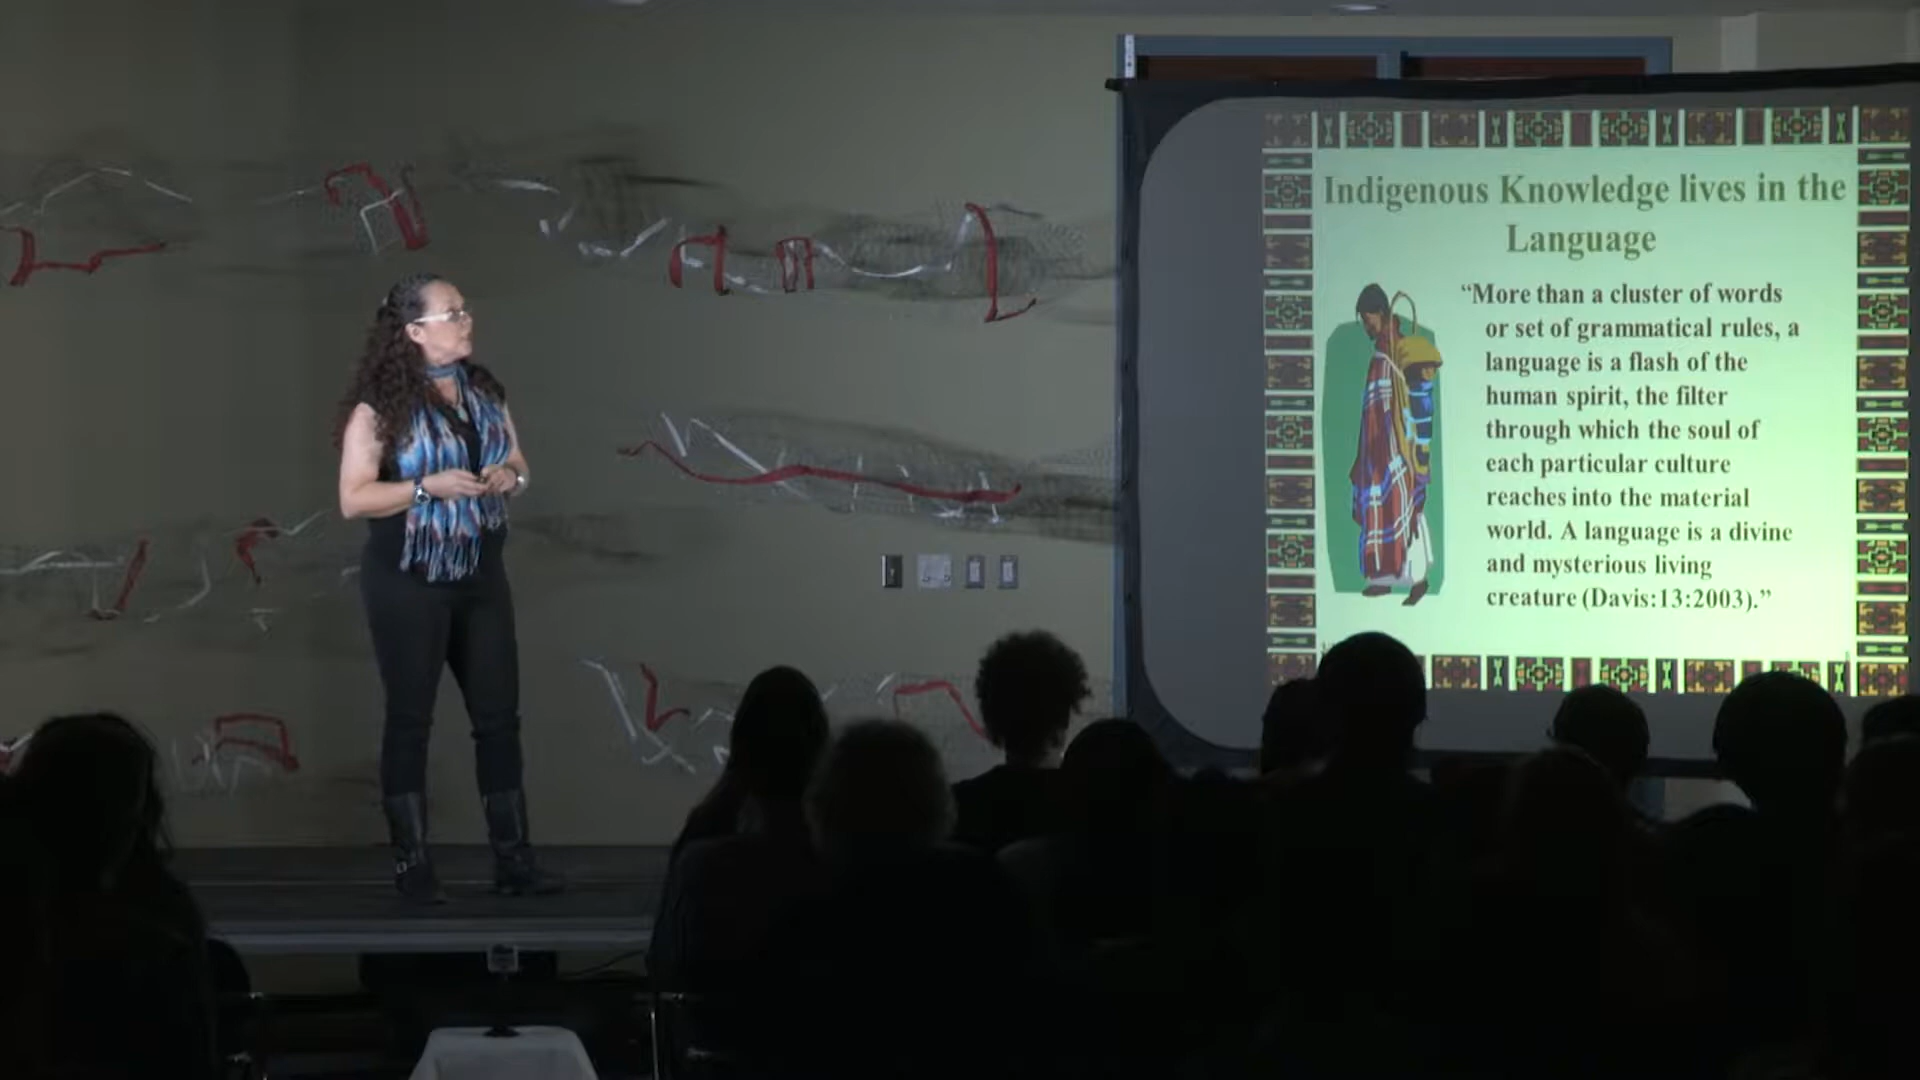 Indigenous Knowledge lives in the
Language
“More than a cluster of words
or set of grammatical rules, a
language is a flash of the
human spirit, the filter
through which the soul of
each particular culture
reaches into the material
world. A language is a divine
and mysterious living
creature (Davis:13:2003).”